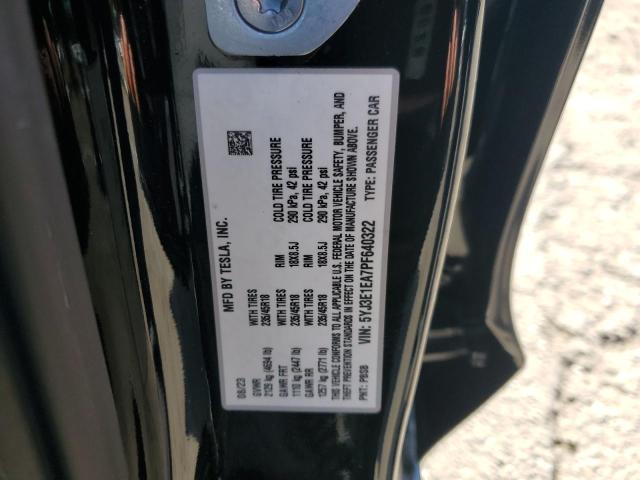 MFD BY TESLA, INC.
08/23
GVWR WITH TIRES RIM COLD TIRE PRESSURE
2129 kg (4694 lb) 235/45R18 18X8.5J 290 kPa, 42 psi
GAWR FRT WITH TIRES RIM COLD TIRE PRESSURE
1110 kg (2447 lb) 235/45R18 18X8.5J 290 kPa, 42 psi
GAWR RR
1257 kg (2771 lb) 235/45R18
THIS VEHICLE CONFORMS TO ALL APPLICABLE U.S. FEDERAL MOTOR VEHICLE SAFETY, BUMPER, AND
THEFT PREVENTION STANDARDS IN EFFECT ON THE DATE OF MANUFACTURE SHOWN ABOVE.
VIN: 5YJ3E1EA7PF640322 TYPE: PASSENGER CAR
PNT: PBSB